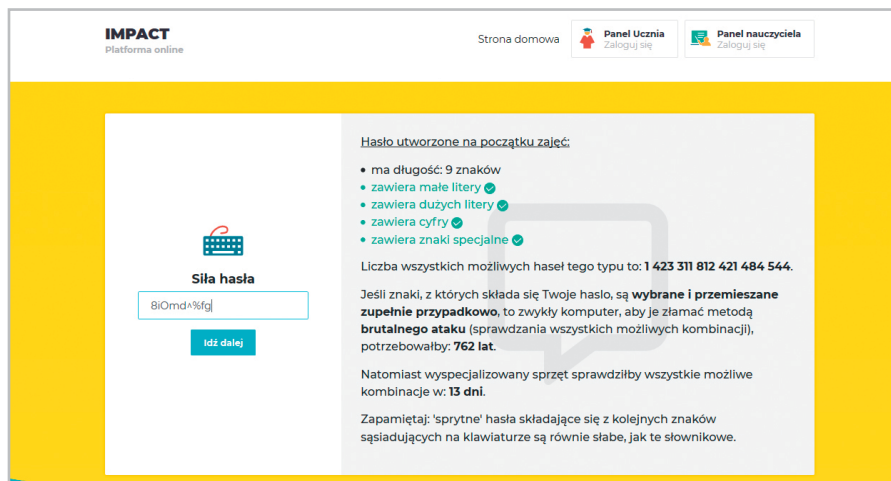 IMPACT
Platforma online
Strona domowa
Panel Ucznia
Zaloguj się
Panel nauczyciela
Zaloguj się
Siła hasła
8iOmd^%fg
Idź dalej
Hasło utworzone na początku zajęć:
• ma długość: 9 znaków
• zawiera małe litery
• zawiera dużych litery
• zawiera cyfry
• zawiera znaki specjalne
Liczba wszystkich możliwych haseł tego typu to: 1 423 311 812 421 484 544.
Jeśli znaki, z których składa się Twoje haslo, są wybrane i przemieszane
zupełnie przypadkowo, to zwykły komputer, aby je złamać metodą
brutalnego ataku (sprawdzania wszystkich możliwych kombinacji),
potrzebowałby: 762 lat.
Natomiast wyspecjalizowany sprzęt sprawdziłby wszystkie możliwe
kombinacje w: 13 dni.
Zapamiętaj: 'sprytne' hasła składające się z kolejnych znaków
sąsiadujących na klawiaturze są równie słabe, jak te słownikowe.